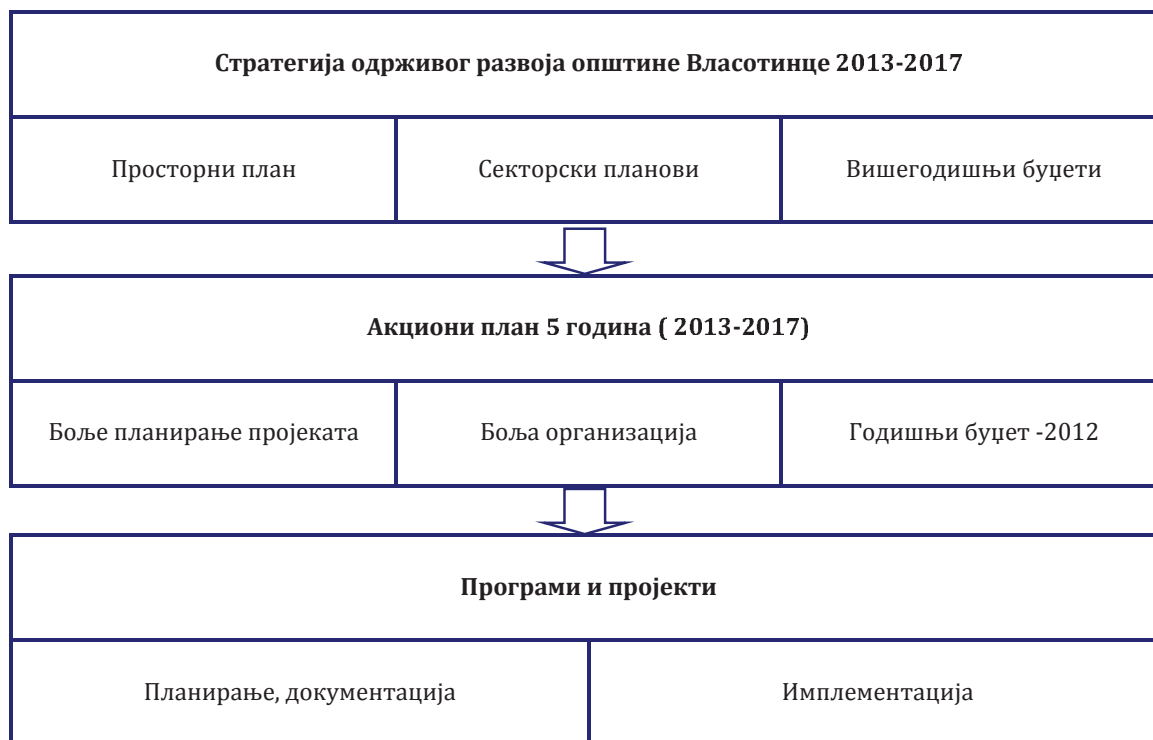 Стратегија одрживог развоја општине Власотинце 2013-2017
Просторни план
Секторски планови
Вишегодишњи буџети
Акциони план 5 година ( 2013-2017)
Боље планирање пројеката
Боља организација
Годишњи буџет -2012
Програми и пројекти
Планирање, документација
Имплементација